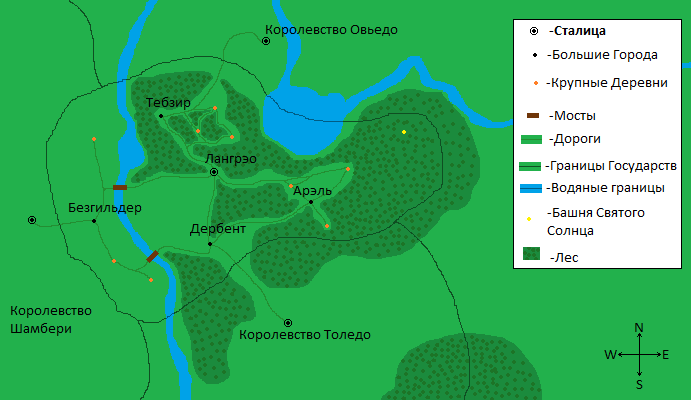 Королевство Овьедо
Тебзир
Лангрэо
Арэль
Безгильдер
Дербент
Королевство
Шамбери
Королевство Толедо
-Сталица
-Большие Города
-Крупные Деревни
-Мосты
-Дороги
-Границы Государств
-Водяные границы
-Башня Святого
Солнца
-Лес
N
W E
S